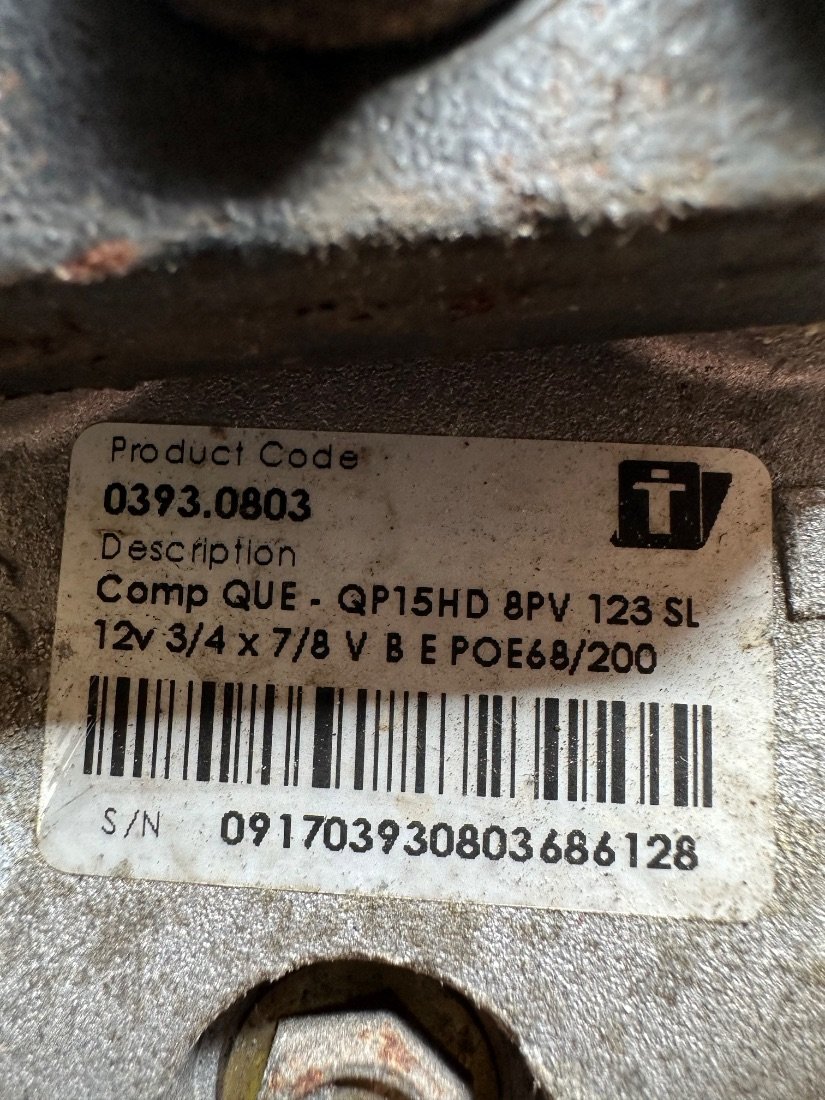 Product Code
0393.0803
T
Description
Comp QUE - QP15HD 8PV 123 SL
12v 3/4 x 7/8 V B E POE68/200
S/N 091703930803686128